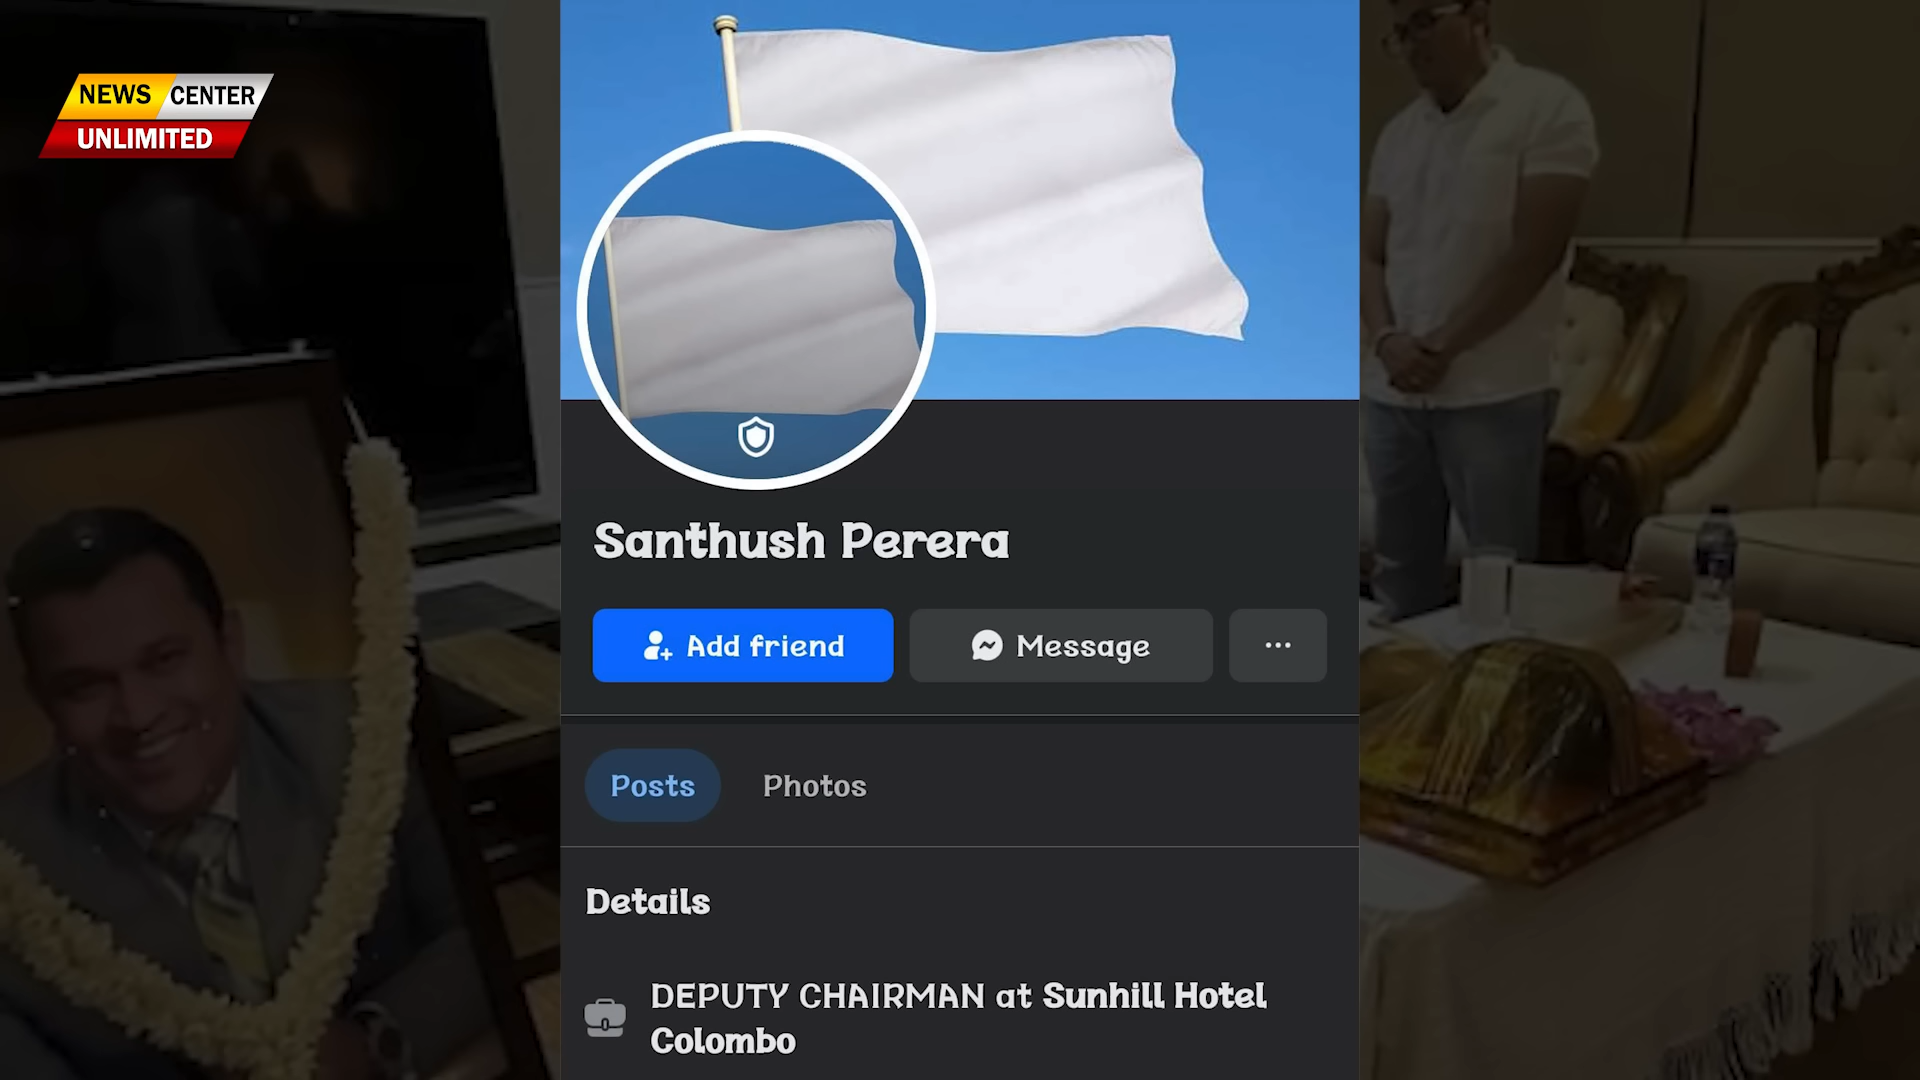 NEWS CENTER
UNLIMITED
Santhush Perera
Add friend
Message
Posts
Photos
Details
DEPUTY CHAIRMAN at Sunhill Hotel
Colombo